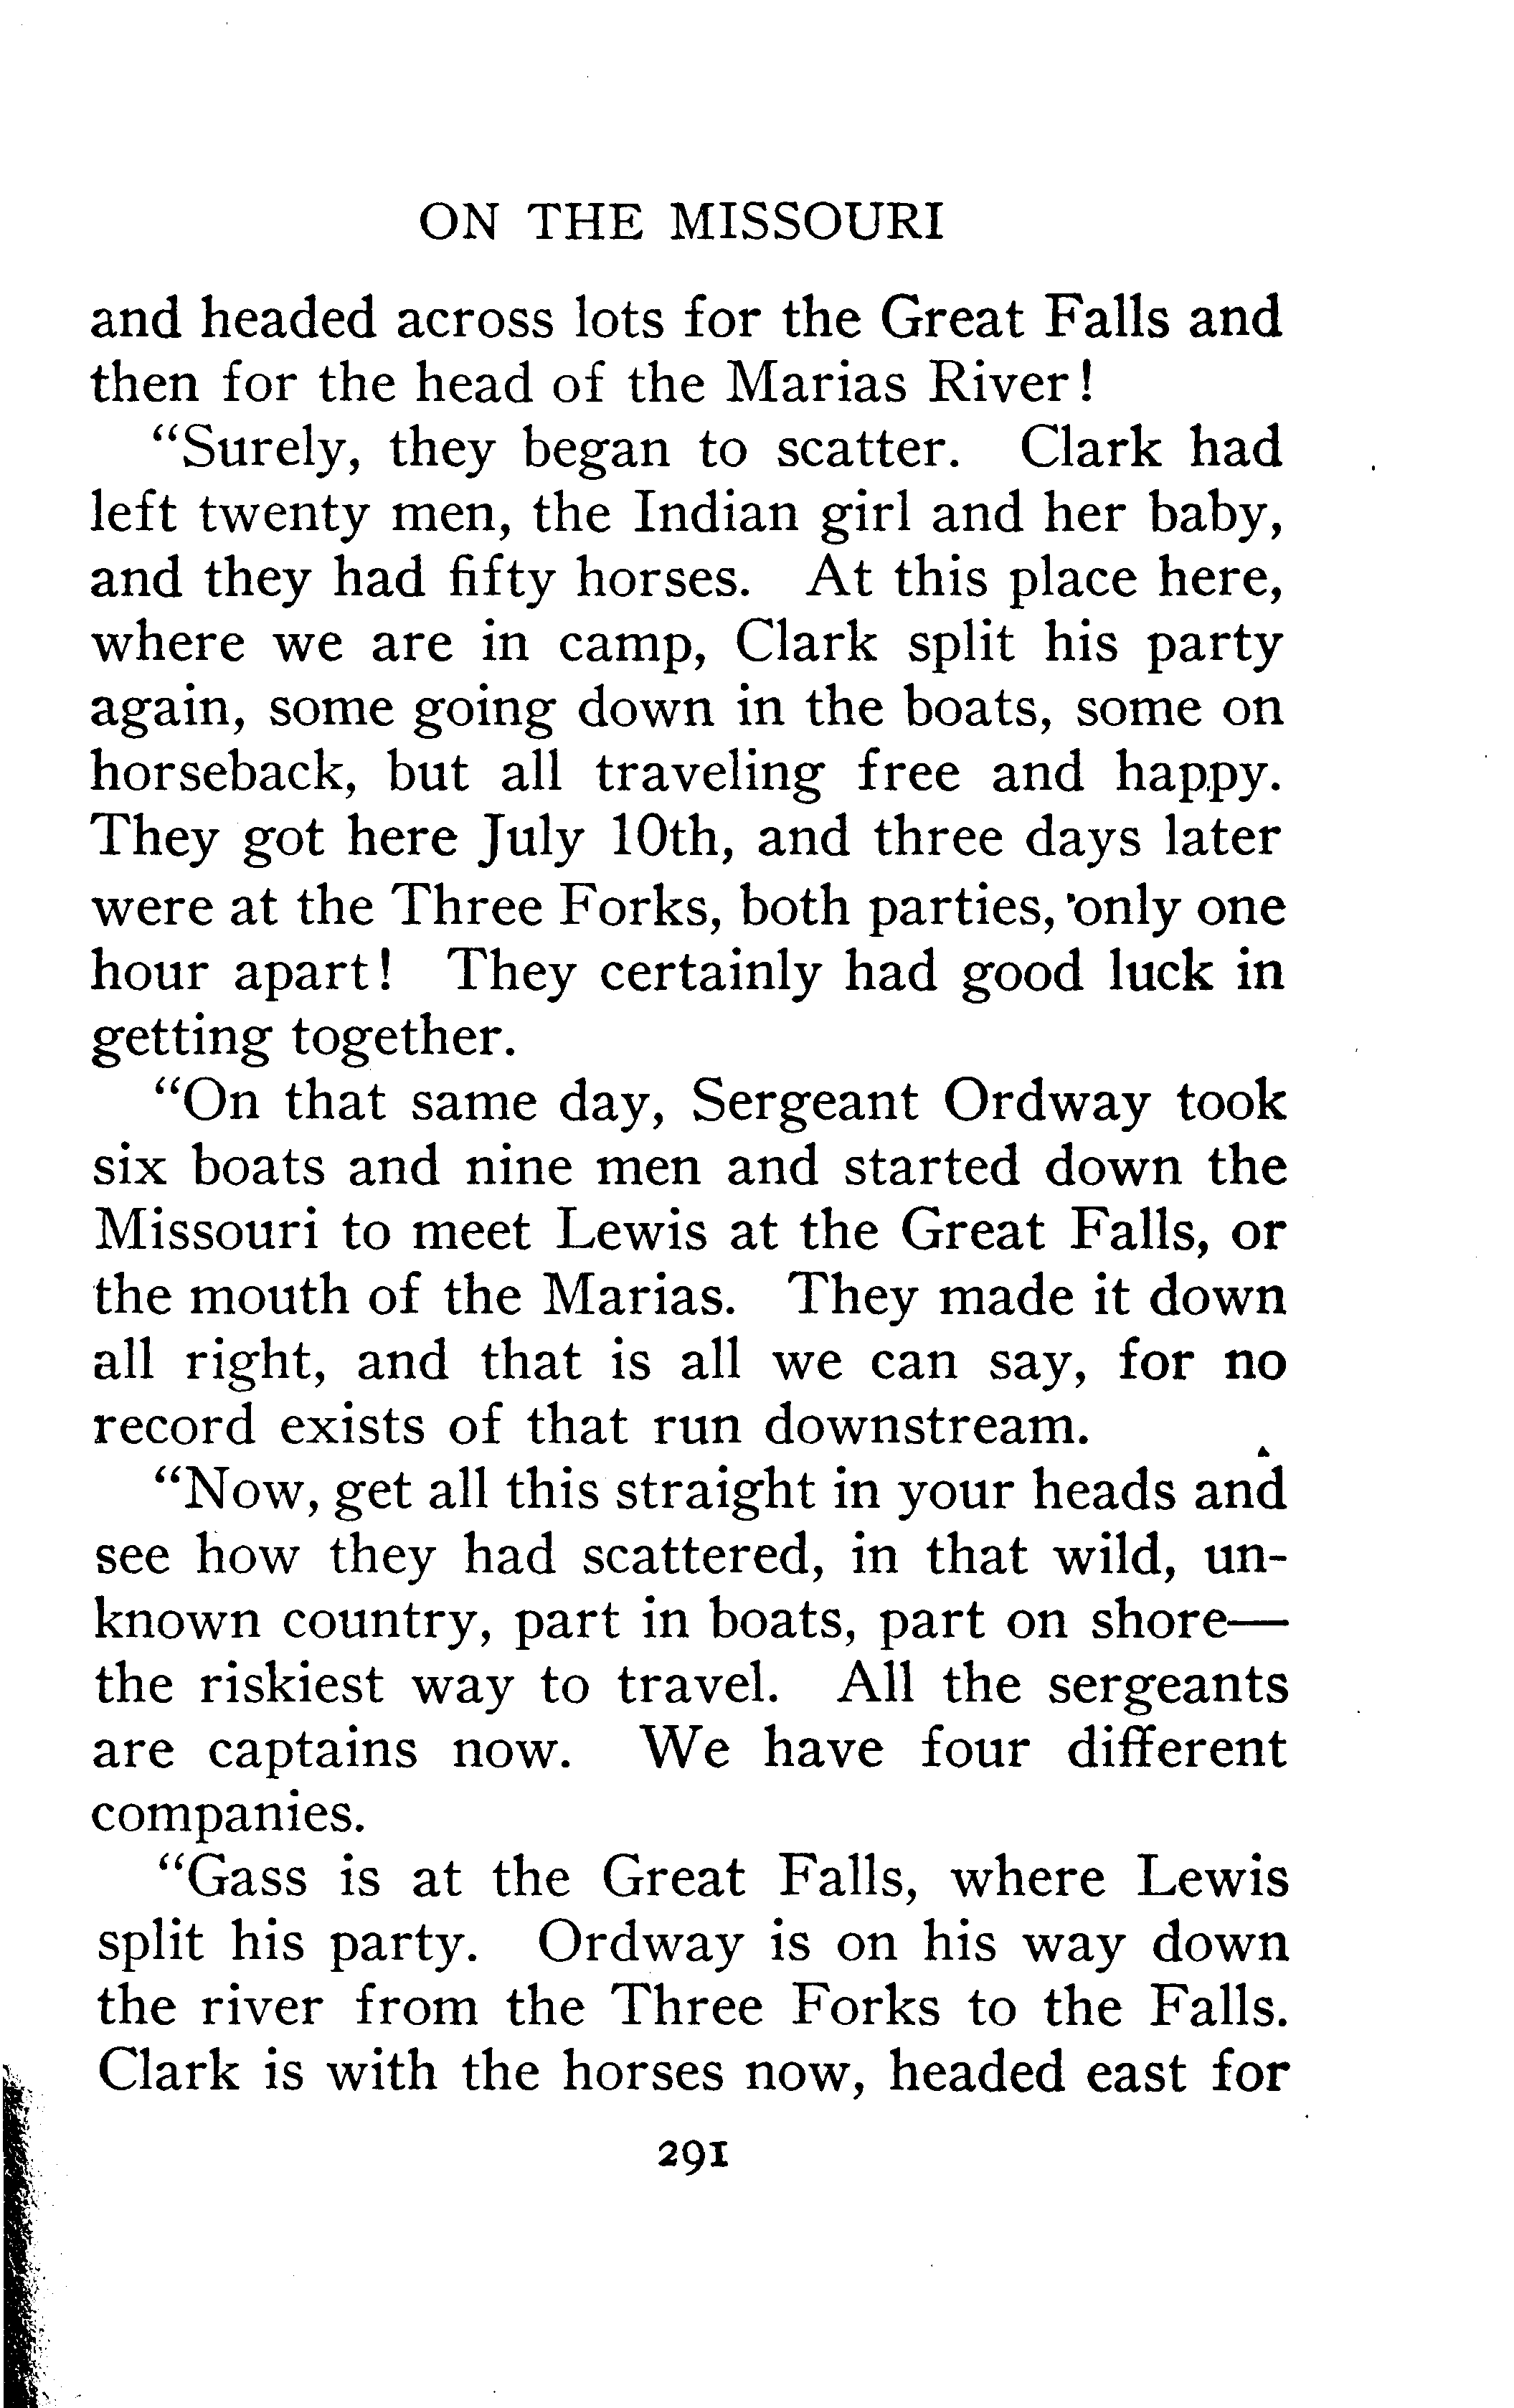 ON THE MISSOURI
and headed across lots for the Great Falls and
then for the head of the Marias River!
“Surely, they began to scatter. Clark had
left twenty men, the Indian girl and her baby,
and they had fifty horses. At this place here,
where we are in camp, Clark split his party
again, some going down in the boats, some on
horseback, but all traveling free and happy.
They got here July 10th, and three days later
were at the Three Forks, both parties, only one
hour apart! They certainly had good luck in
getting together.
“On that same day, Sergeant Ordway took
six boats and nine men and started down the
Missouri to meet Lewis at the Great Falls, or
the mouth of the Marias. They made it down
all right, and that is all we can say, for no
record exists of that run downstream.
“Now, get all this straight in your heads and
see how they had scattered, in that wild, un-
known country, part in boats, part on shore—
the riskiest way to travel. All the sergeants
are captains now. We have four different
companies.
“Gass is at the Great Falls, where Lewis
split his party. Ordway is on his way down
the river from the Three Forks to the Falls.
Clark is with the horses now, headed east for
291